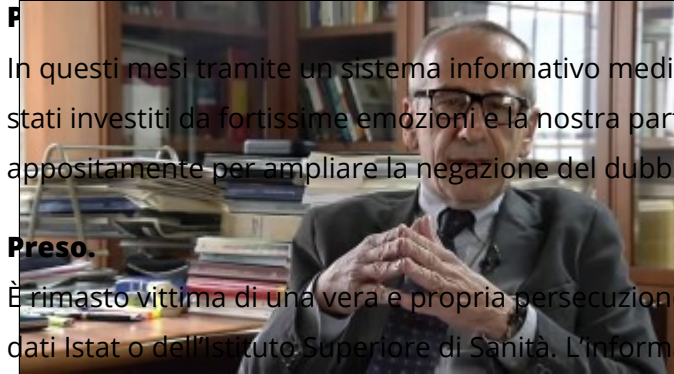 In questi mesi tramite un sistema informativo medi
stati investiti da fortissime emozioni e la nostra par
appositamente per ampliare la negazione del dubb
Preso.
È rimasto vittima di una vera e propria persecuzion
dati Istat o dell'Istituto Superiore di Sanità. L'inform